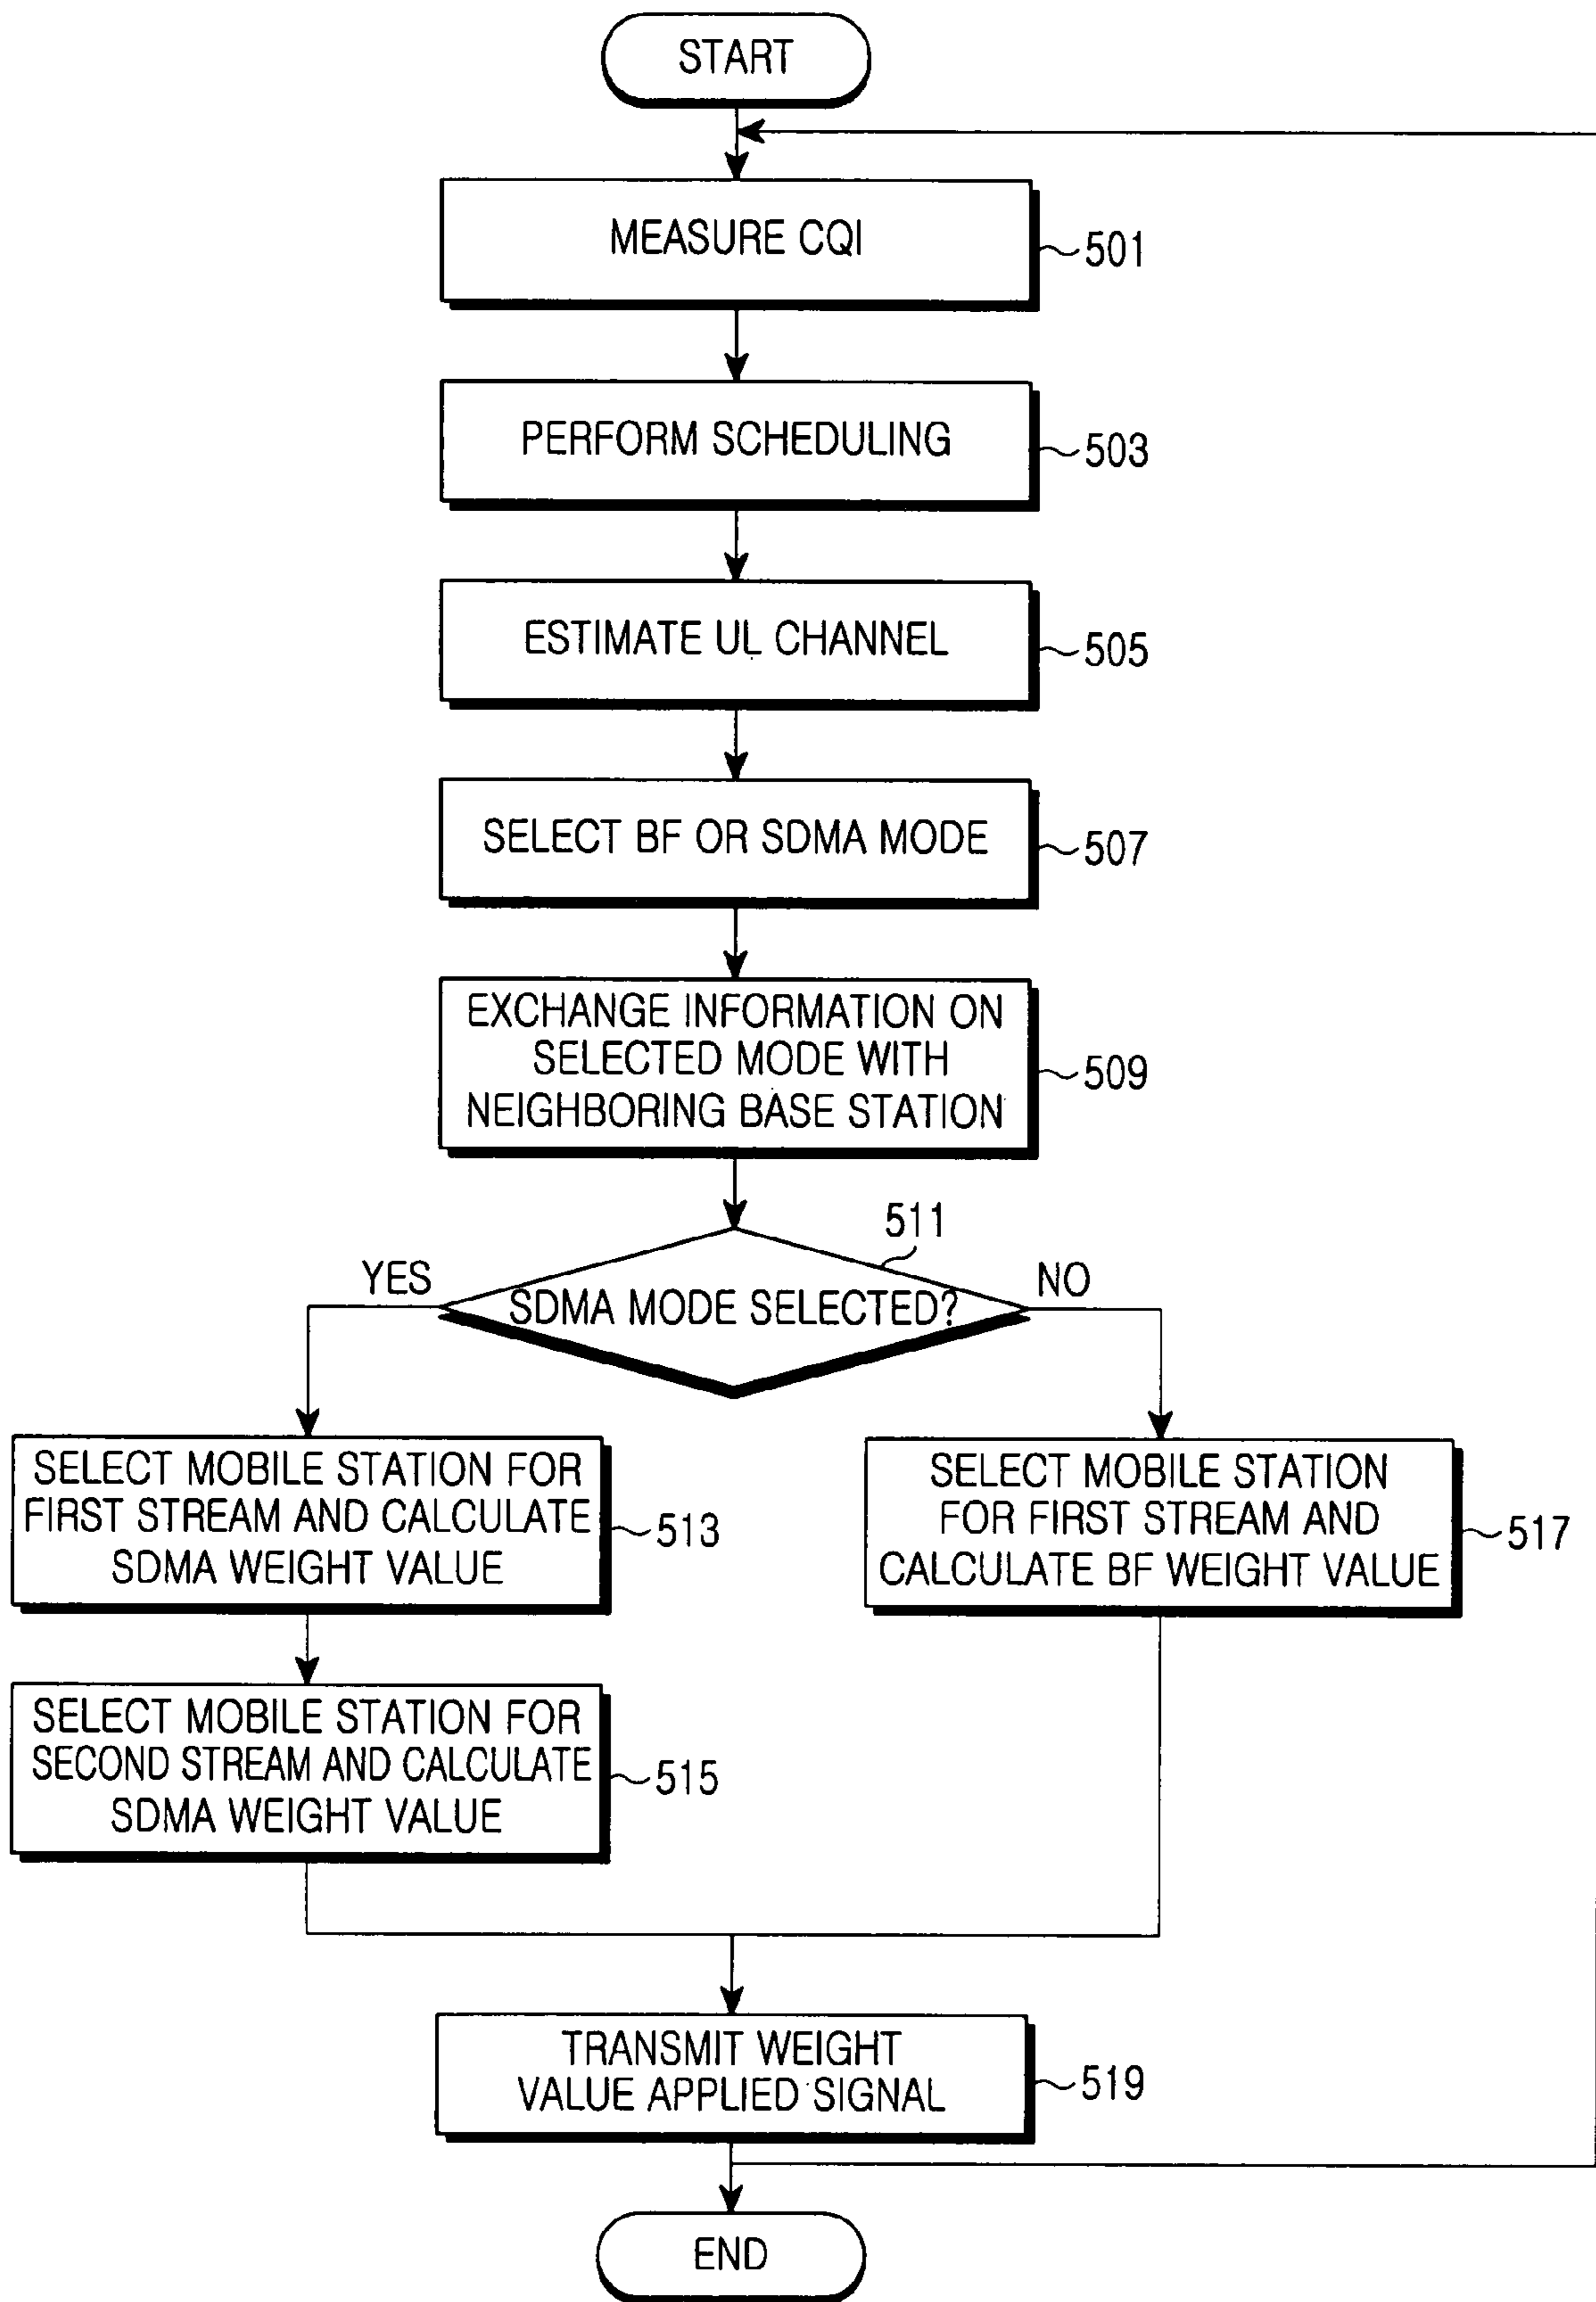 START
MEASURE CQI
501
PERFORM SCHEDULING
503
ESTIMATE UL CHANNEL
505
SELECT BF OR SDMA MODE
507
EXCHANGE INFORMATION ON
SELECTED MODE WITH
NEIGHBORING BASE STATION
509
511
YES
SDMA MODE SELECTED?
NO
SELECT MOBILE STATION FOR
FIRST STREAM AND CALCULATE
SDMA WEIGHT VALUE
513
SELECT MOBILE STATION
FOR FIRST STREAM AND
CALCULATE BF WEIGHT VALUE
517
SELECT MOBILE STATION FOR
SECOND STREAM AND CALCULATE
SDMA WEIGHT VALUE
515
TRANSMIT WEIGHT
VALUE APPLIED SIGNAL
519
END